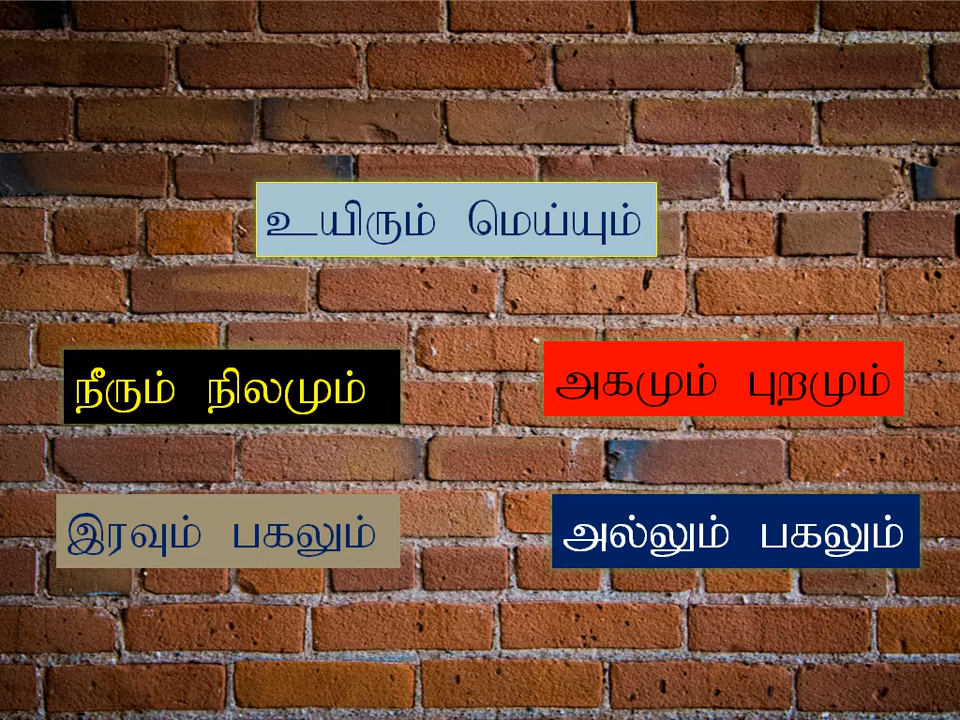 உயிரும் மெய்யும்
நீரும் நிலமும்
அகமும் புறமும்
இரவும் பகலும்
அல்லும் பகலும்